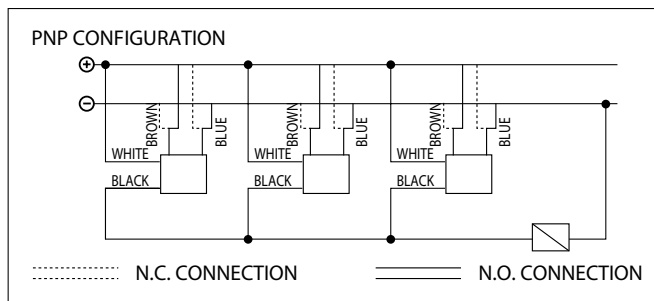 PNP CONFIGURATION
+
−
BROWN BLUE BROWN BLUE BROWN BLUE
WHITE WHITE WHITE
BLACK BLACK BLACK
N.C. CONNECTION N.O. CONNECTION